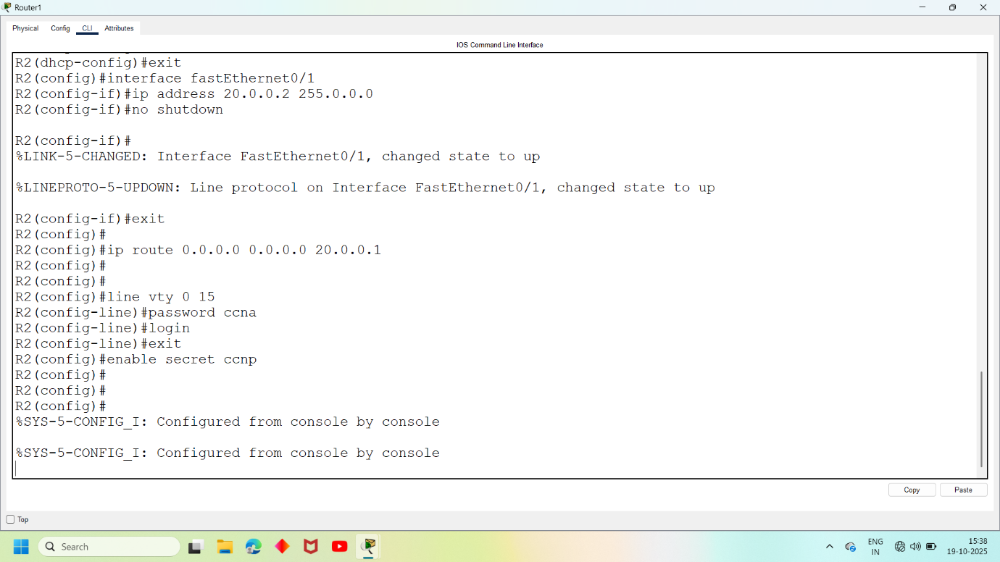 Router1
Physical Config CLI Attributes
IOS Command Line Interface
R2(dhcp-config)#exit
R2(config)#interface fastEthernet0/1
R2(config-if)#ip address 20.0.0.2 255.0.0.0
R2(config-if)#no shutdown
R2(config-if)#
%LINK-5-CHANGED: Interface FastEthernet0/1, changed state to up
%LINEPROTO-5-UPDOWN: Line protocol on Interface FastEthernet0/1, changed state to up
R2(config-if)#exit
R2(config)#
R2(config)#ip route 0.0.0.0 0.0.0.0 20.0.0.1
R2(config)#
R2(config)#
R2(config)#line vty 0 15
R2(config-line)#password ccna
R2(config-line)#login
R2(config-line)#exit
R2(config)#enable secret ccnp
R2(config)#
R2(config)#
R2(config)#
%SYS-5-CONFIG_I: Configured from console by console
%SYS-5-CONFIG_I: Configured from console by console
Copy Paste
Top
Search
ENG
IN
15:38
19-10-2025